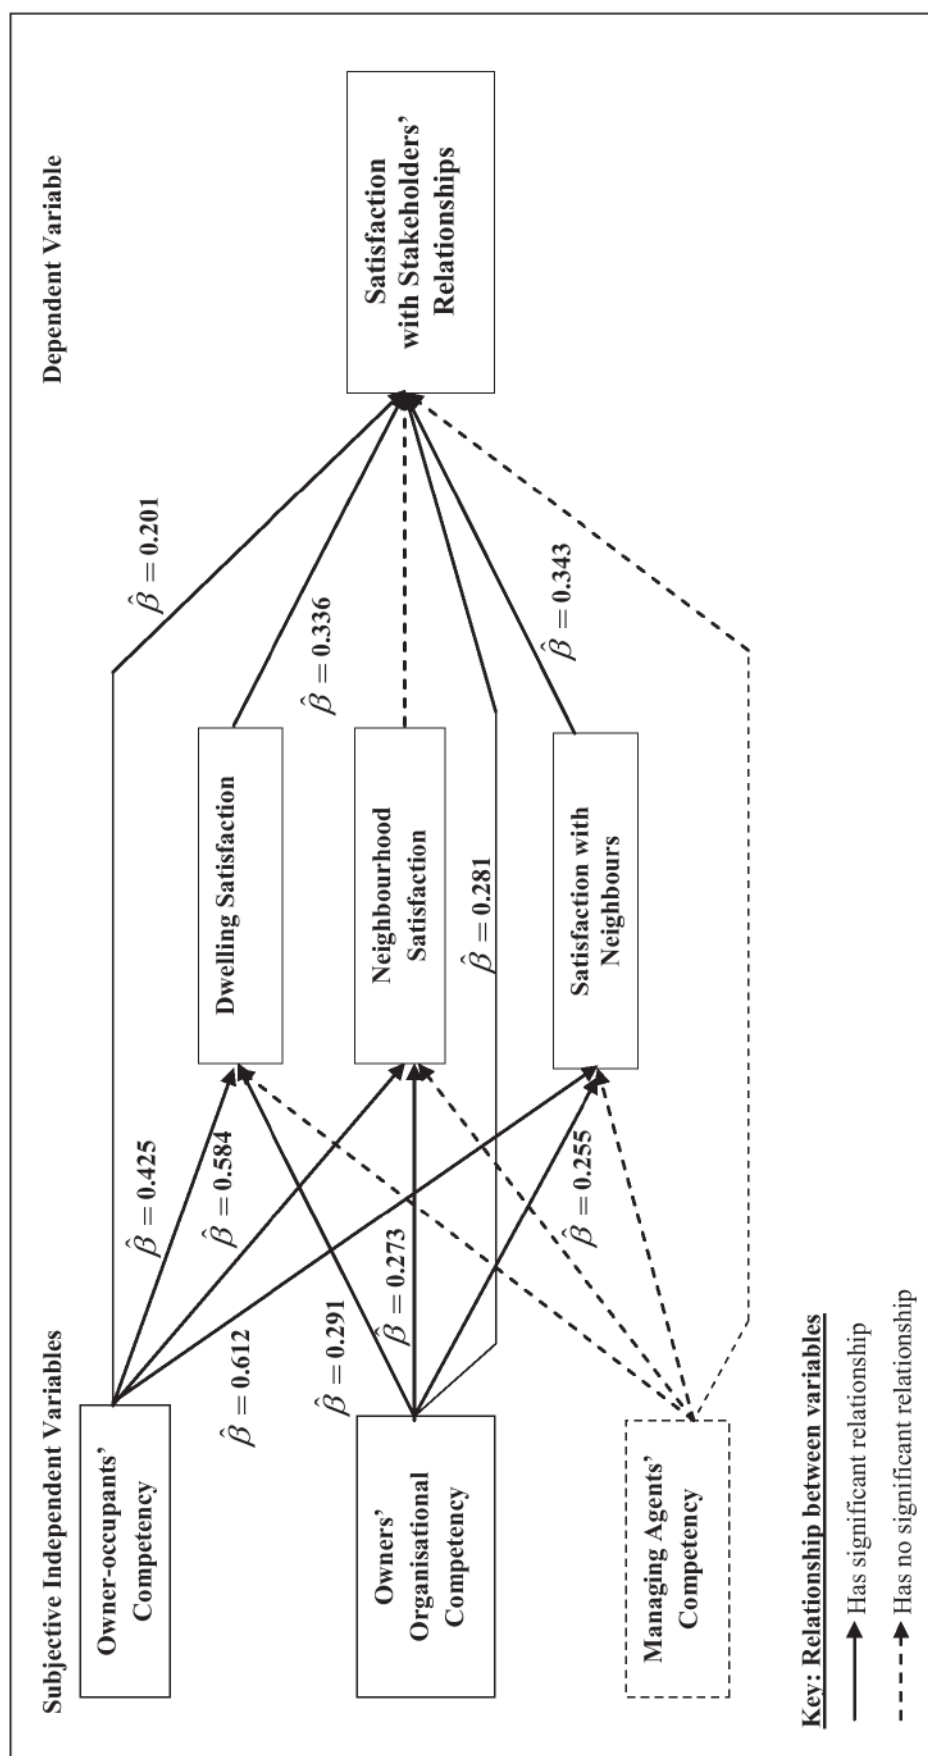 Subjective Independent Variables
Dependent Variable
Owner-occupants’
Competency
Owners’
Organisational
Competency
Managing Agents’
Competency
β̂ = 0.425
β̂ = 0.584
β̂ = 0.612
β̂ = 0.291
β̂ = 0.273
β̂ = 0.255
Dwelling Satisfaction
Neighbourhood
Satisfaction
Satisfaction with
Neighbours
β̂ = 0.201
β̂ = 0.336
β̂ = 0.281
β̂ = 0.343
Satisfaction
with Stakeholders’
Relationships
Key: Relationship between variables
Has significant relationship
Has no significant relationship